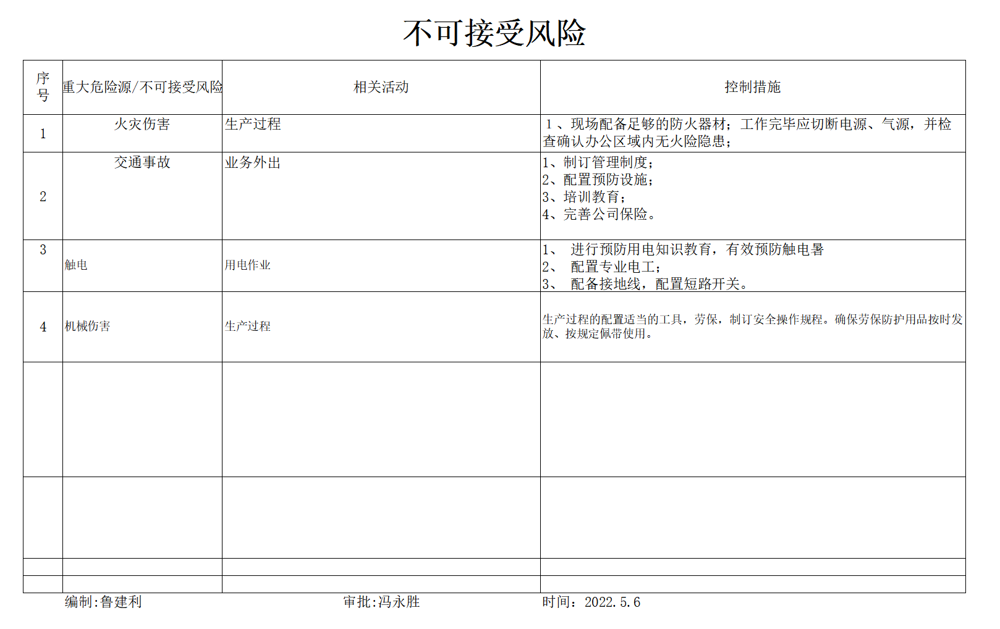 不可接受风险
序号 重大危险源/不可接受风险 相关活动 控制措施
1 火灾伤害 生产过程 1、现场配备足够的防火器材；工作完毕应切断电源、气源，并检
查确认办公区域内无火险隐患；
2 交通事故 业务外出 1、制订管理制度；
2、配置预防设施；
3、培训教育；
4、完善公司保险。
3 触电 用电作业 1、 进行预防用电知识教育，有效预防触电暑
2、 配置专业电工；
3、 配备接地线，配置短路开关。
4 机械伤害 生产过程 生产过程的配置适当的工具，劳保，制订安全操作规程。确保劳保防护用品按时发
放、按规定佩带使用。
编制:鲁建利 审批:冯永胜 时间：2022.5.6